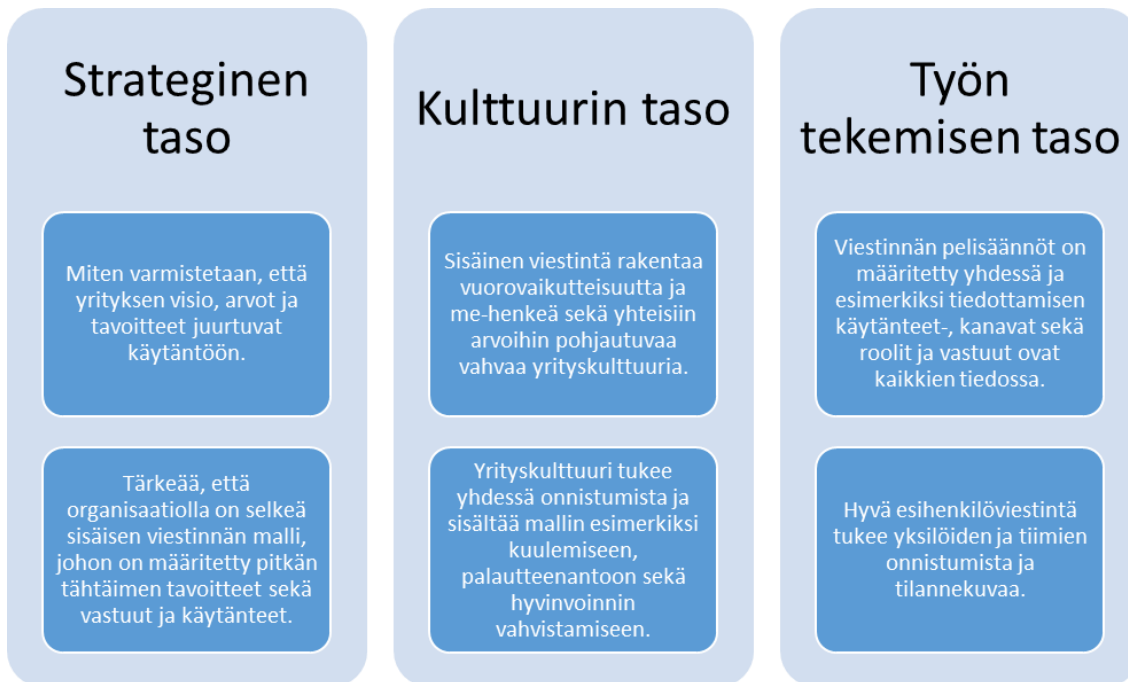 Strateginen
taso
Miten varmistetaan, että
yrityksen visio, arvot ja
tavoitteet juurtuvat
käytäntöön.
Tärkeää, että
organisaatiolla on selkeä
sisäisen viestinnän malli,
johon on määritetty pitkän
tähtäimen tavoitteet sekä
vastuut ja käytänteet.
Kulttuurin taso
Sisäinen viestintä rakentaa
vuorovaikutteisuutta ja
me-henkeä sekä yhteisiin
arvoihin pohjautuvaa
vahvaa yrityskulttuuria.
Yrityskulttuuri tukee
yhdessä onnistumista ja
sisältää mallin esimerkiksi
kuulemiseen,
palautteenantoon sekä
hyvinvoinnin
vahvistamiseen.
Työn
tekemisen taso
Viestinnän pelisäännöt on
määritetty yhdessä ja
esimerkiksi tiedottamisen
käytänteet-, kanavat sekä
roolit ja vastuut ovat
kaikkien tiedossa.
Hyvä esihenkilöviestintä
tukee yksilöiden ja tiimien
onnistumista ja
tilannekuvaa.